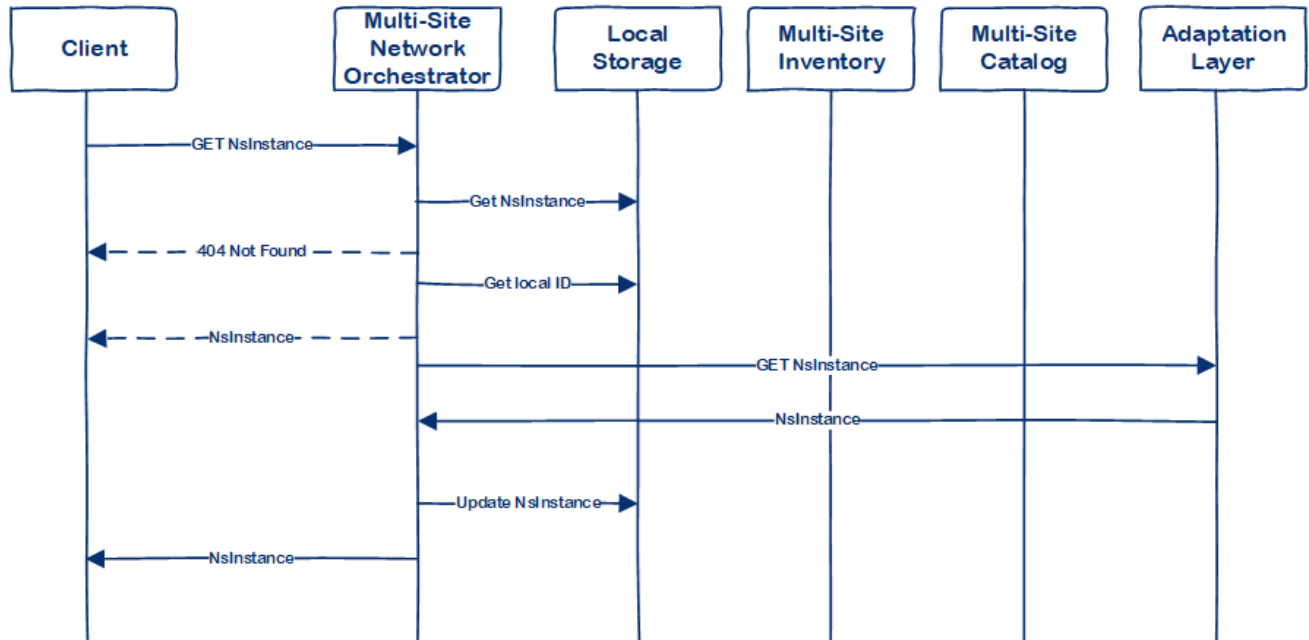 Client
Multi-Site
Network
Orchestrator
Local
Storage
Multi-Site
Inventory
Multi-Site
Catalog
Adaptation
Layer
GET NsInstance
Get NsInstance
404 Not Found
Get local ID
NsInstance
GET NsInstance
NsInstance
Update NsInstance
NsInstance